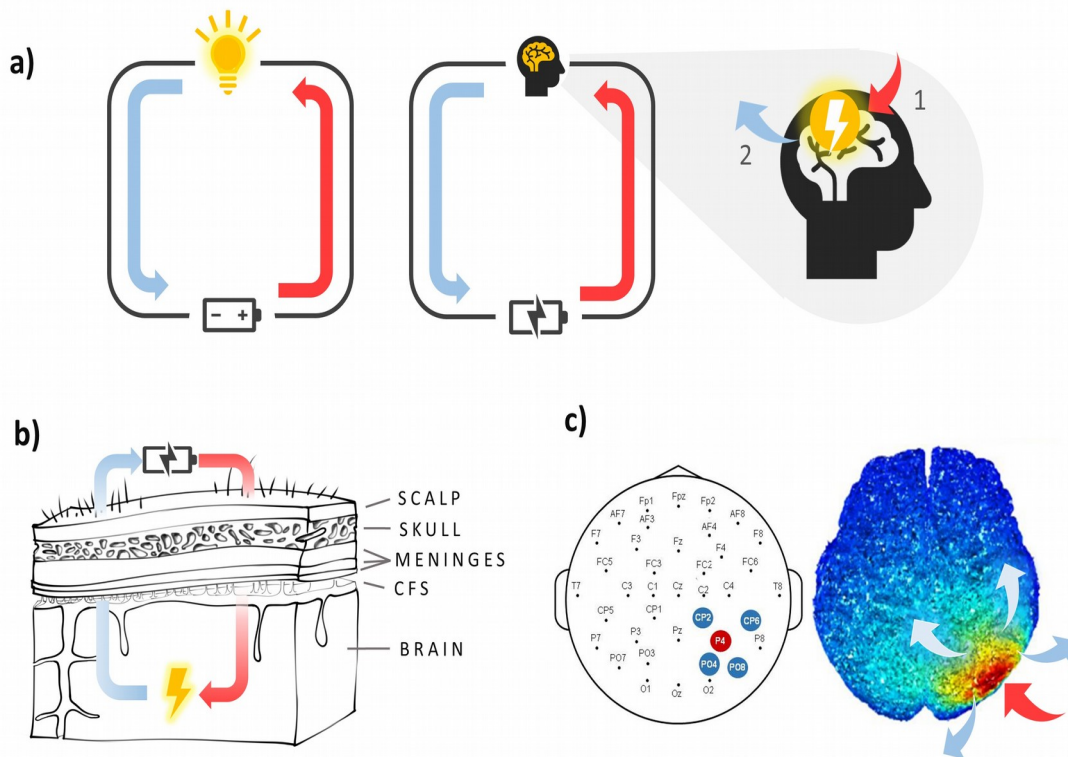 a)
1
2
- +
b)
SCALP
SKULL
MENINGES
CFS
BRAIN
c)
Fp1 Fpz Fp2
AF7 AF3 AF4 AF8
F7 F3 Fz F4 F8
FC5 FC3 FC2 FC6
T7 C3 C1 Cz C2 C4 T8
CP5 CP1 CP2 CP6
P7 P3 Pz P4 P8
PO7 PO3 PO4 PO8
O1 Oz O2